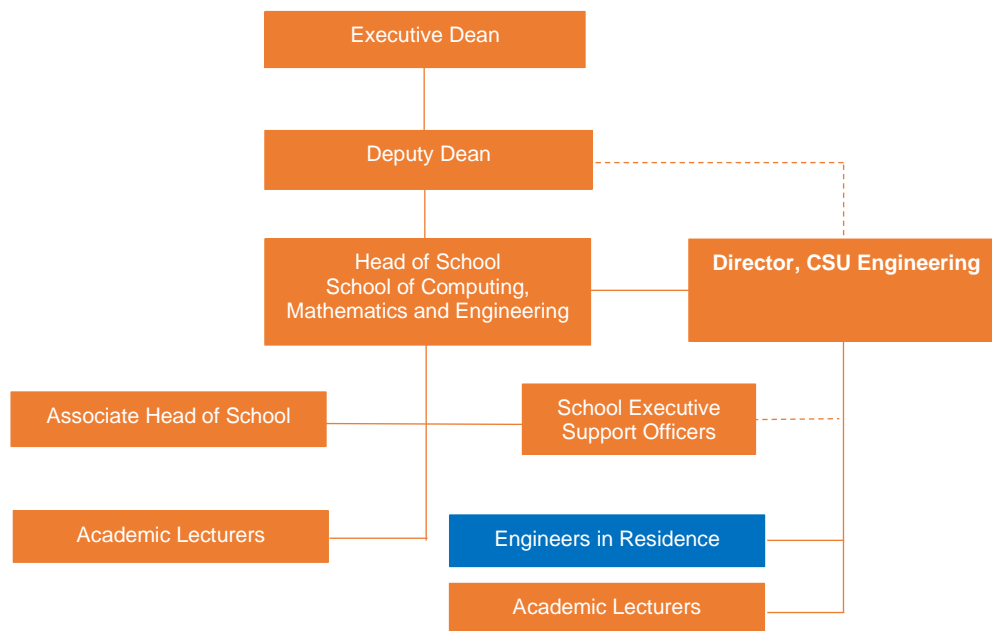 Executive Dean
Deputy Dean
Head of School
School of Computing,
Mathematics and Engineering
Director, CSU Engineering
Associate Head of School
School Executive
Support Officers
Academic Lecturers
Engineers in Residence
Academic Lecturers